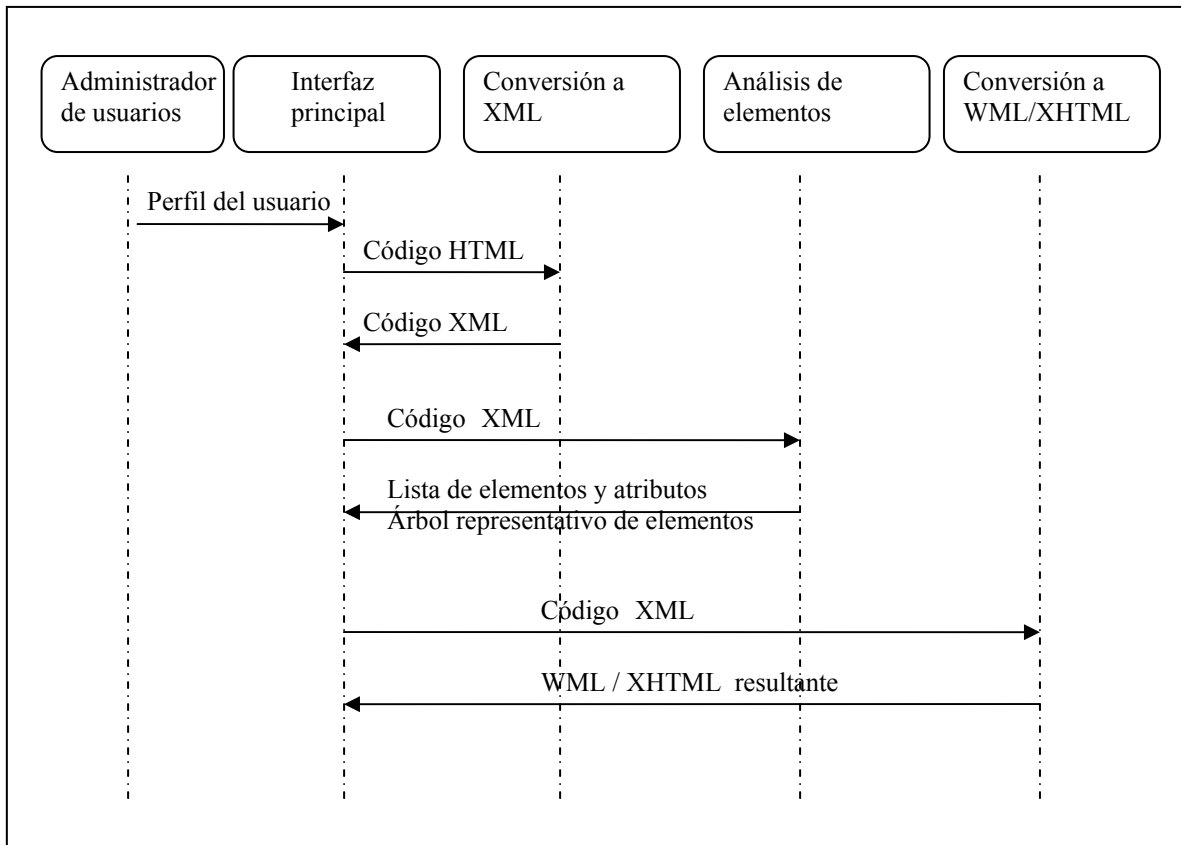 Administrador
de usuarios
Interfaz
principal
Conversión a
XML
Análisis de
elementos
Conversión a
WML/XHTML
Perfil del usuario
Código HTML
Código XML
Código XML
Lista de elementos y atributos
Árbol representativo de elementos
Código XML
WML / XHTML resultante